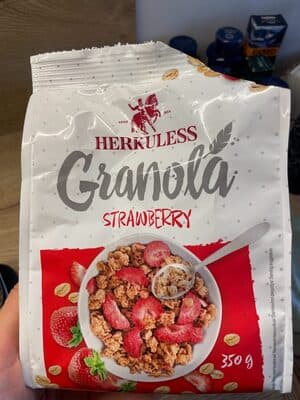 HERKULESS
Granola
STRAWBERRY
350 g